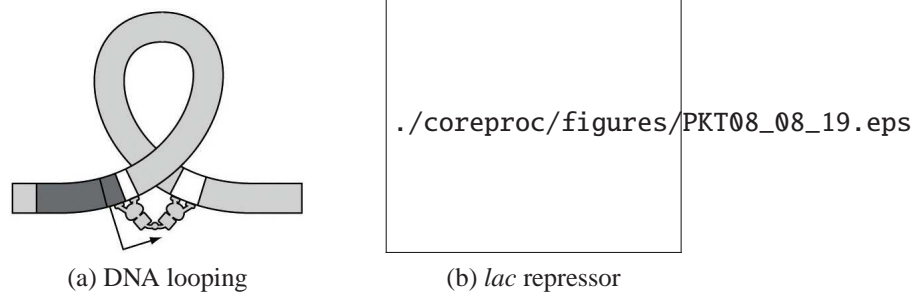 ./coreproc/figures/PKT08_08_19.eps
(a) DNA looping
(b) lac repressor